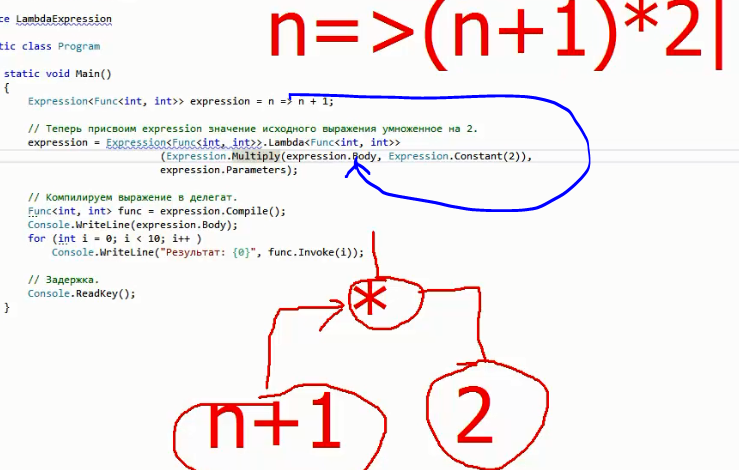 n=>(n+1)*2|
ce LambdaExpression
tic class Program
static void Main()
{
Expression<Func<int, int>> expression = n => n + 1;
// Теперь присвоим expression значение исходного выражения умноженное на 2.
expression = Expression<Func<int, int>>.Lambda<Func<int, int>>
(Expression.Multiply(expression.Body, Expression.Constant(2)),
expression.Parameters);
// Компилируем выражение в делегат.
Func<int, int> func = expression.Compile();
Console.WriteLine(expression.Body);
for (int i = 0; i < 10; i++ )
Console.WriteLine("Результат: {0}", func.Invoke(i));
// Задержка.
Console.ReadKey();
}
*
n+1 2